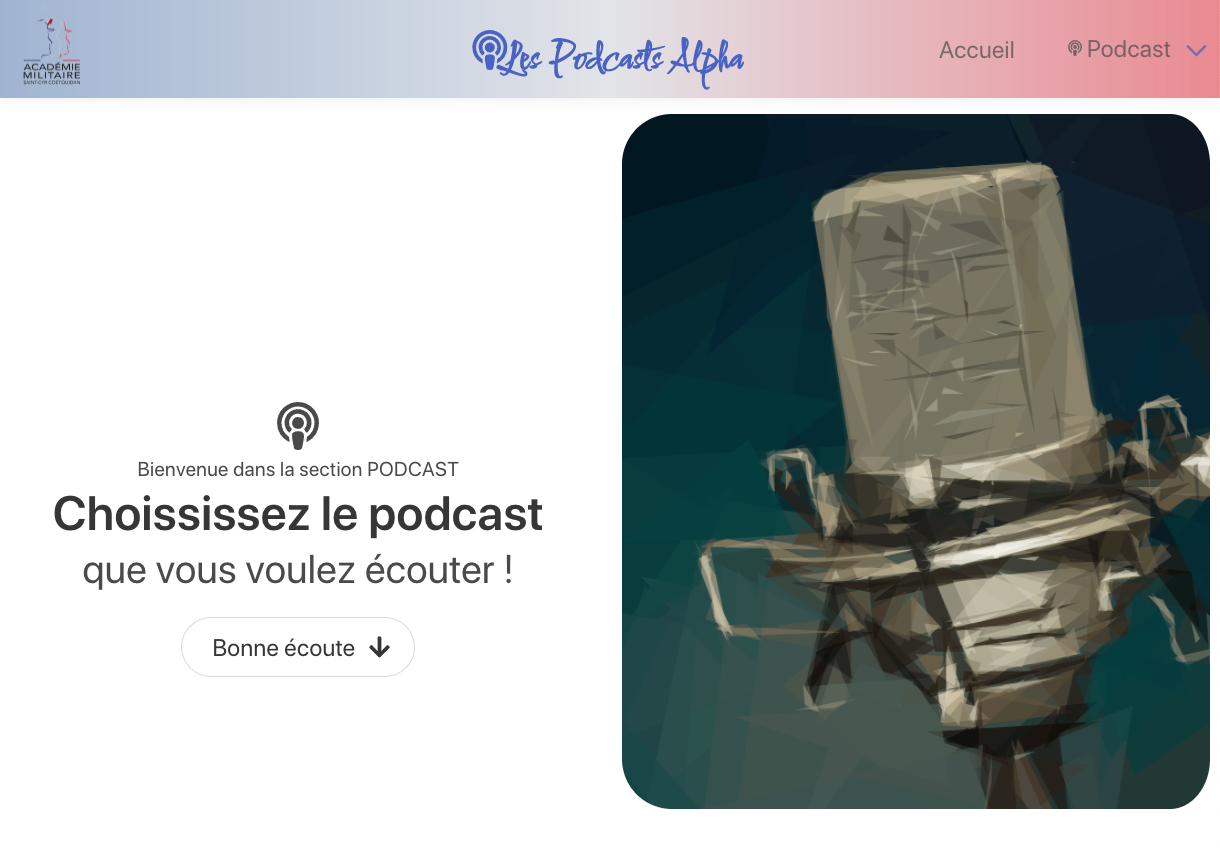 ACADÉMIE
MILITAIRE
SAINT-CYR COËTQUIDAN
Les Podcasts Alpha
Accueil
Podcast
Bienvenue dans la section PODCAST
Choississez le podcast
que vous voulez écouter !
Bonne écoute